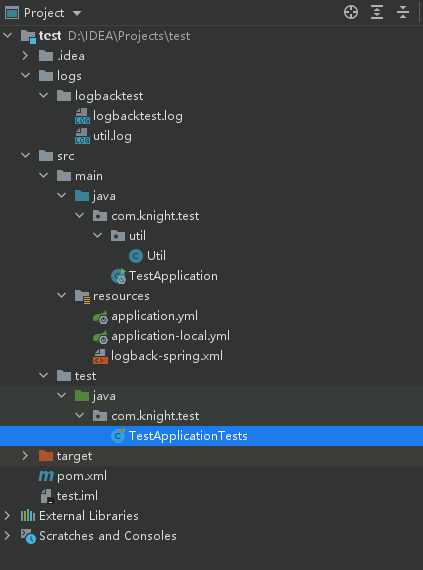 Project
test D:\IDEA\Projects\test
.idea
logs
logbacktest
logbacktest.log
util.log
src
main
java
com.knight.test
util
Util
TestApplication
resources
application.yml
application-local.yml
logback-spring.xml
test
java
com.knight.test
TestApplicationTests
target
pom.xml
test.iml
External Libraries
Scratches and Consoles